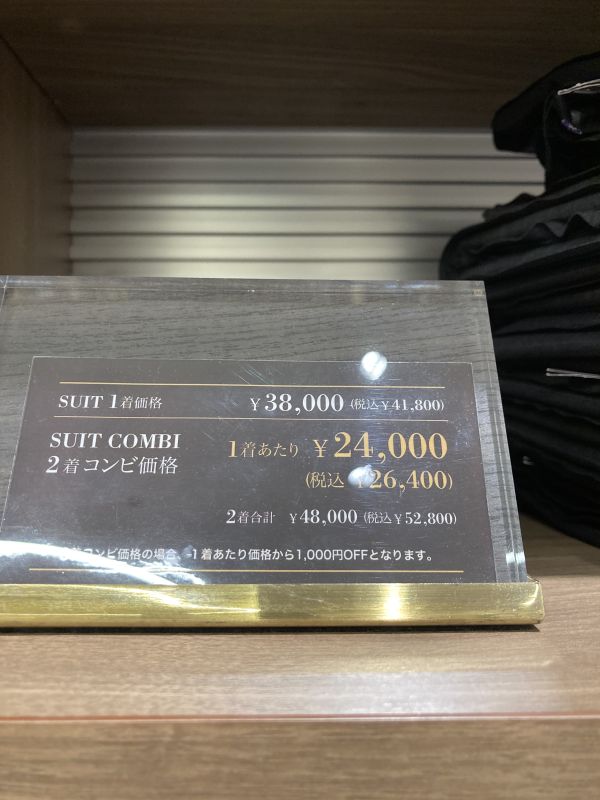 SUIT 1着価格 ¥38,000 (税込¥41,800)
SUIT COMBI
2着コンビ価格
1着あたり ¥24,000
(税込 ¥26,400)
2着合計 ¥48,000 (税込¥52,800)
コンビ価格の場合、1着あたり価格から1,000円OFFとなります。